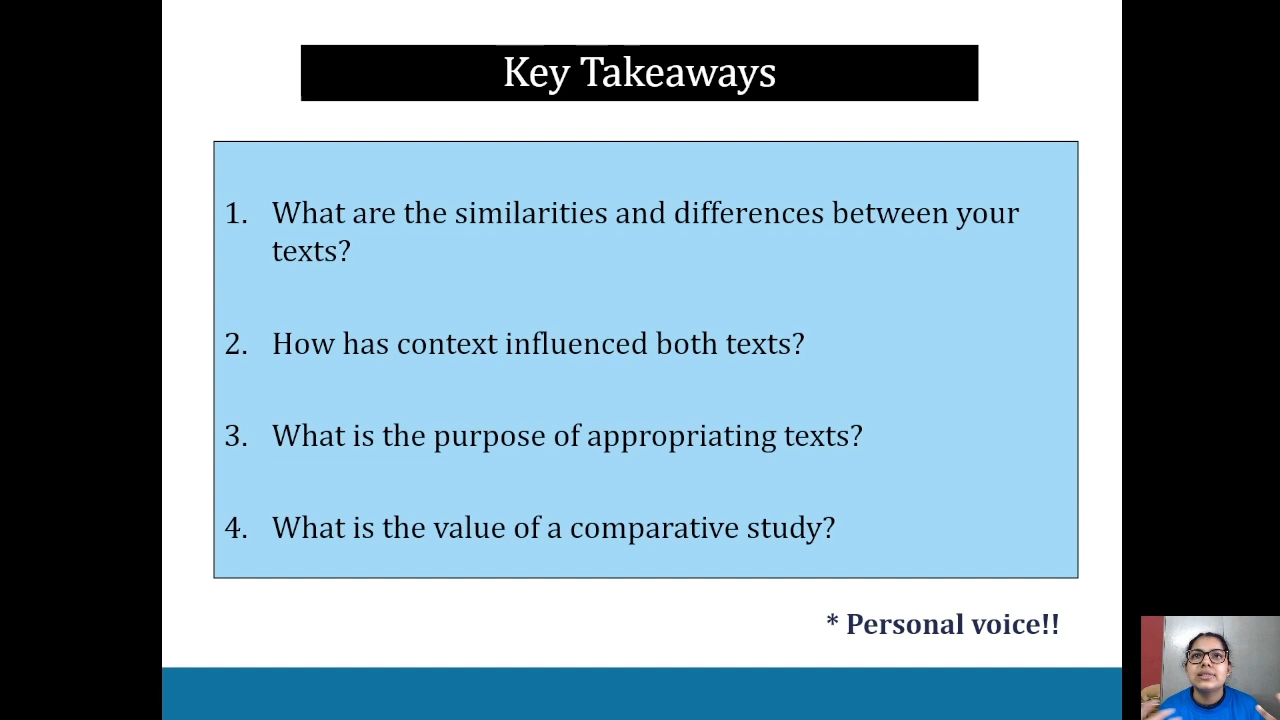 Key Takeaways
1. What are the similarities and differences between your
texts?
2. How has context influenced both texts?
3. What is the purpose of appropriating texts?
4. What is the value of a comparative study?
* Personal voice!!